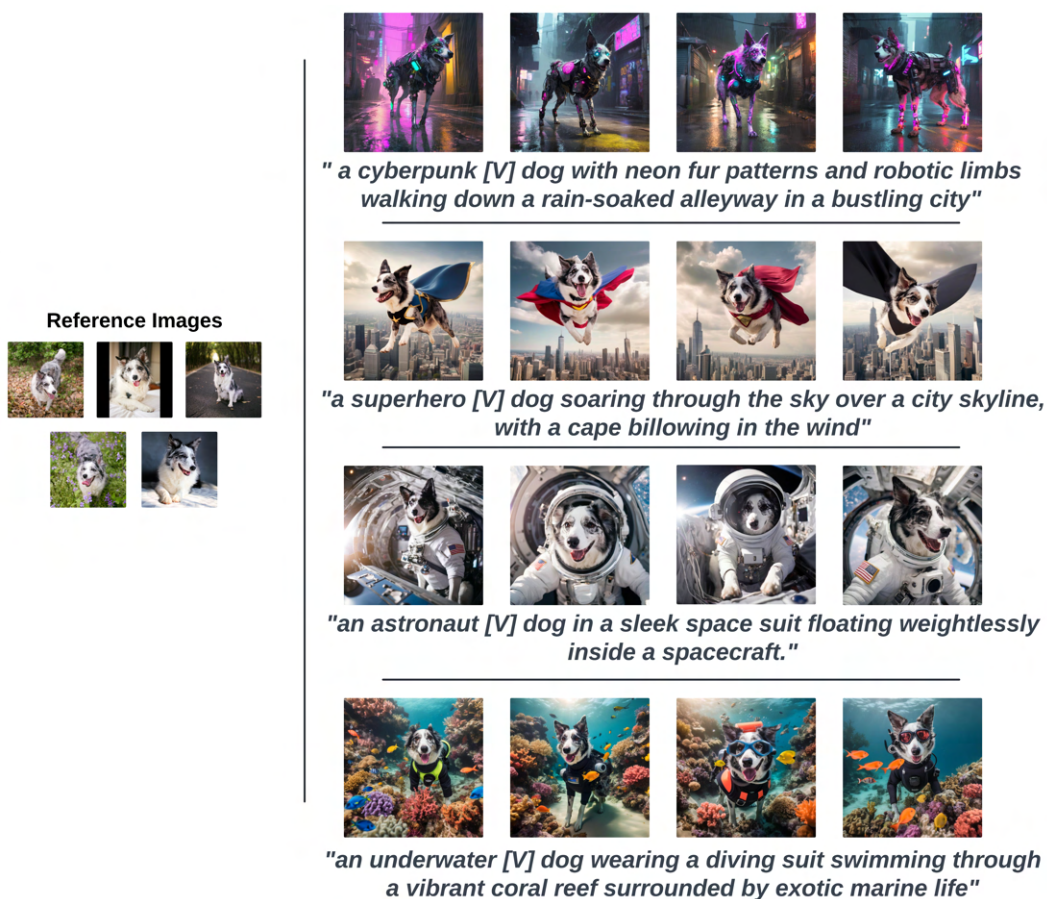 Reference Images
" a cyberpunk [V] dog with neon fur patterns and robotic limbs
walking down a rain-soaked alleyway in a bustling city"
"a superhero [V] dog soaring through the sky over a city skyline,
with a cape billowing in the wind"
"an astronaut [V] dog in a sleek space suit floating weightlessly
inside a spacecraft."
"an underwater [V] dog wearing a diving suit swimming through
a vibrant coral reef surrounded by exotic marine life"